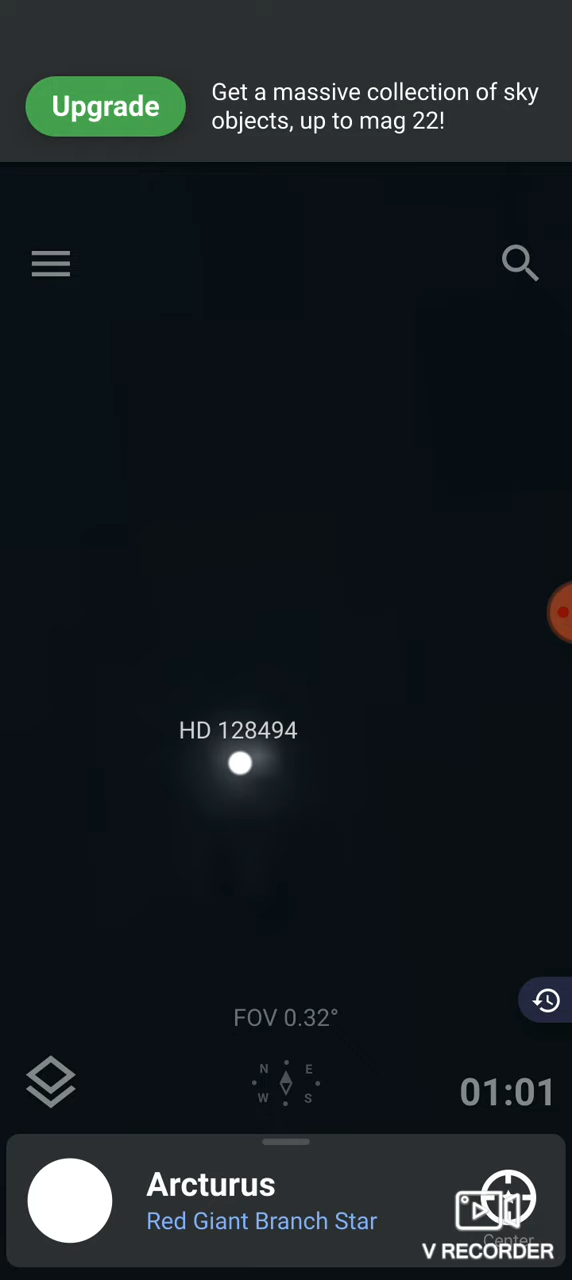 Upgrade
Get a massive collection of sky
objects, up to mag 22!
HD 128494
FOV 0.32°
N E
W S
01:01
Arcturus
Red Giant Branch Star
Center
V RECORDER